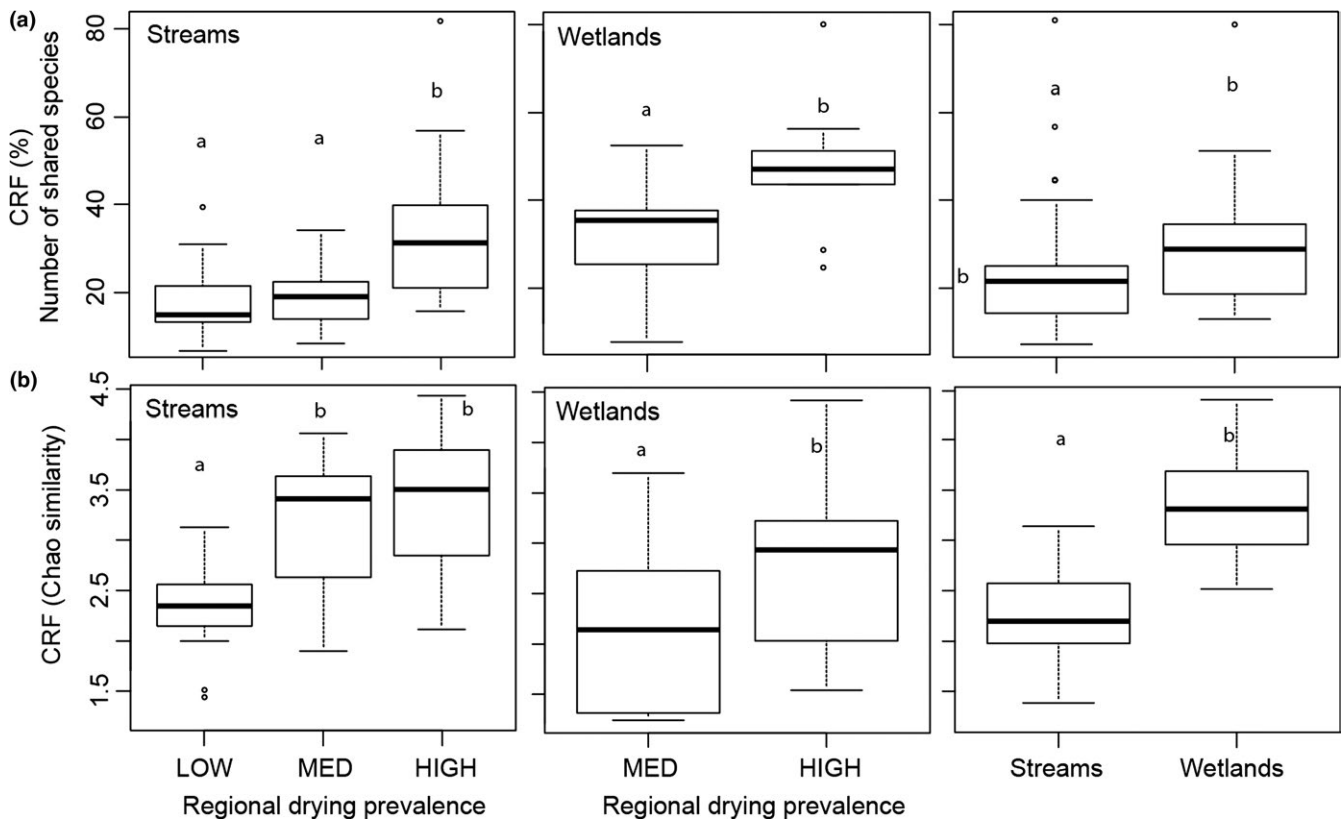 (a)
CRF (%)
Number of shared species
80
60
40
20
Streams
a
a
b
Wetlands
a
b
a
b
b
(b)
CRF (Chao similarity)
4.5
3.5
2.5
1.5
Streams
a
b
b
Wetlands
a
b
a
b
LOW MED HIGH
Regional drying prevalence
MED HIGH
Regional drying prevalence
Streams Wetlands